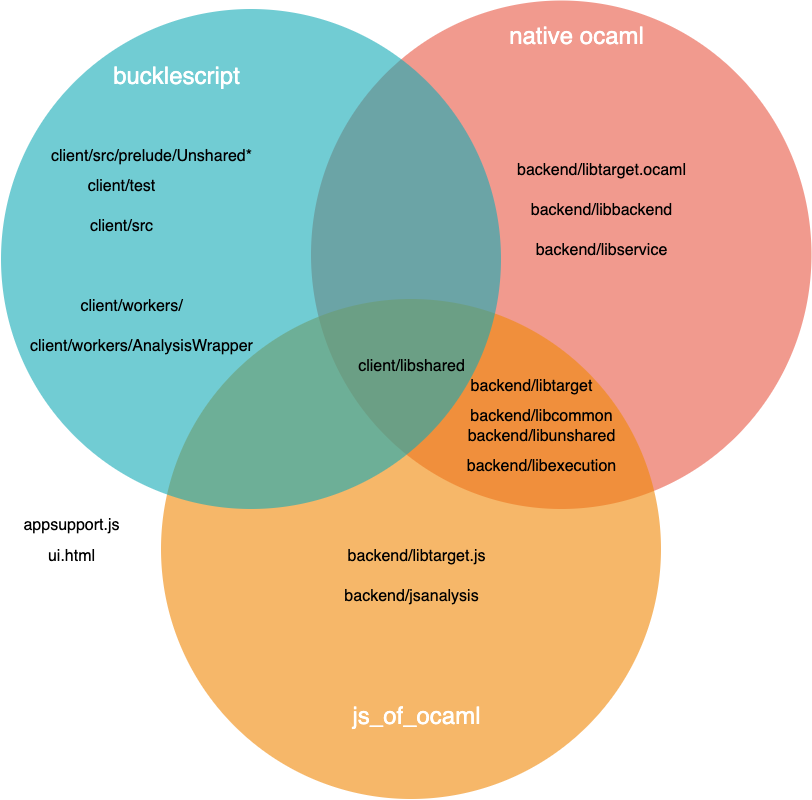 native ocaml
bucklescript
client/src/prelude/Unshared*
client/test
client/src
client/workers/
client/workers/AnalysisWrapper
backend/libtarget.ocaml
backend/libbackend
backend/libservice
client/libshared
backend/libtarget
backend/libcommon
backend/libunshared
backend/libexecution
appsupport.js
ui.html
backend/libtarget.js
backend/jsanalysis
js_of_ocaml